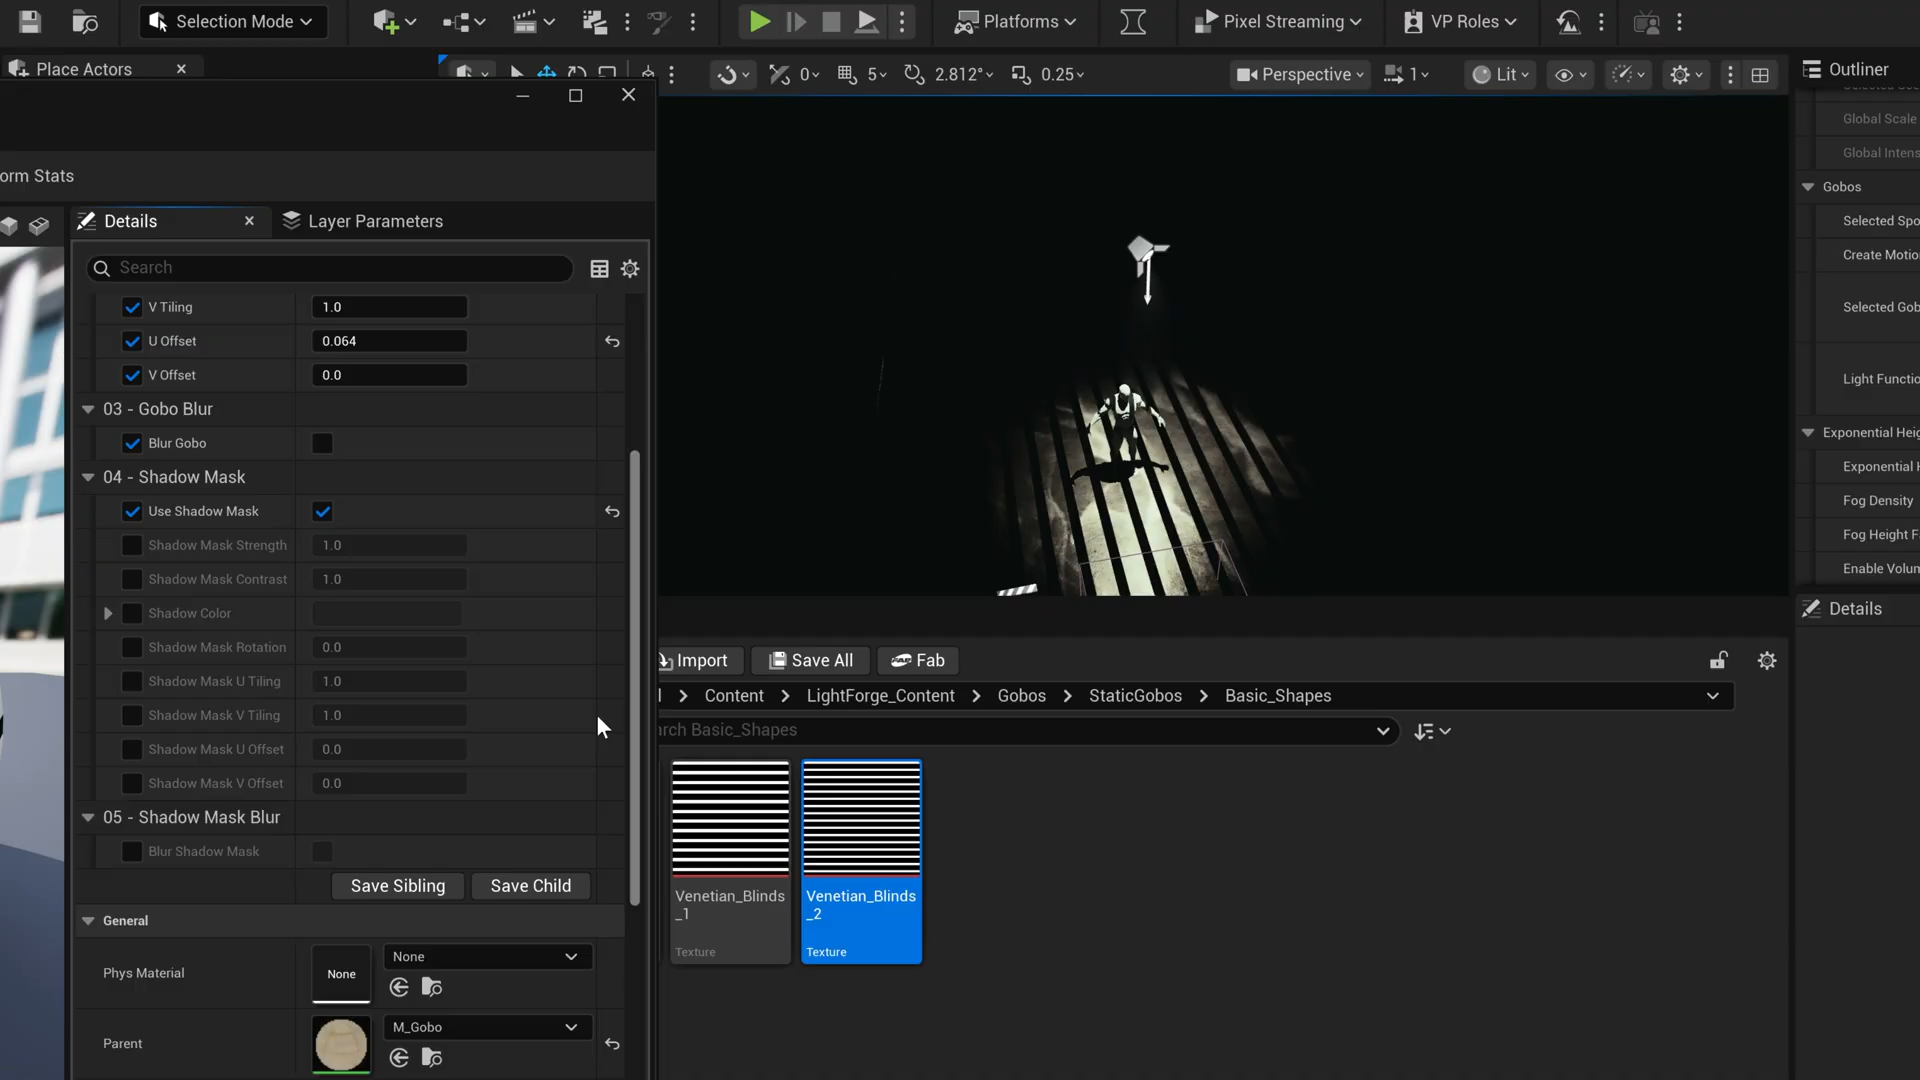 Selection Mode
Platforms
Pixel Streaming
VP Roles
Place Actors
0
5
2.812°
0.25
Perspective
1
Lit
Outliner
Global Scale
Global Intens
Gobos
Selected Spo
Create Motio
Selected Gob
Light Functio
Exponential Heig
Exponential H
Fog Density
Fog Height F
Enable Volum
Details
orm Stats
Details
Layer Parameters
Search
V Tiling
1.0
U Offset
0.064
V Offset
0.0
03 - Gobo Blur
Blur Gobo
04 - Shadow Mask
Use Shadow Mask
Shadow Mask Strength
1.0
Shadow Mask Contrast
1.0
Shadow Color
Shadow Mask Rotation
0.0
Shadow Mask U Tiling
1.0
Shadow Mask V Tiling
1.0
Shadow Mask U Offset
0.0
Shadow Mask V Offset
0.0
05 - Shadow Mask Blur
Blur Shadow Mask
Save Sibling
Save Child
General
Phys Material
None
None
Parent
M_Gobo
Import
Save All
Fab
l > Content > LightForge_Content > Gobos > StaticGobos > Basic_Shapes
rch Basic_Shapes
Venetian_Blinds
_1
Texture
Venetian_Blinds
_2
Texture